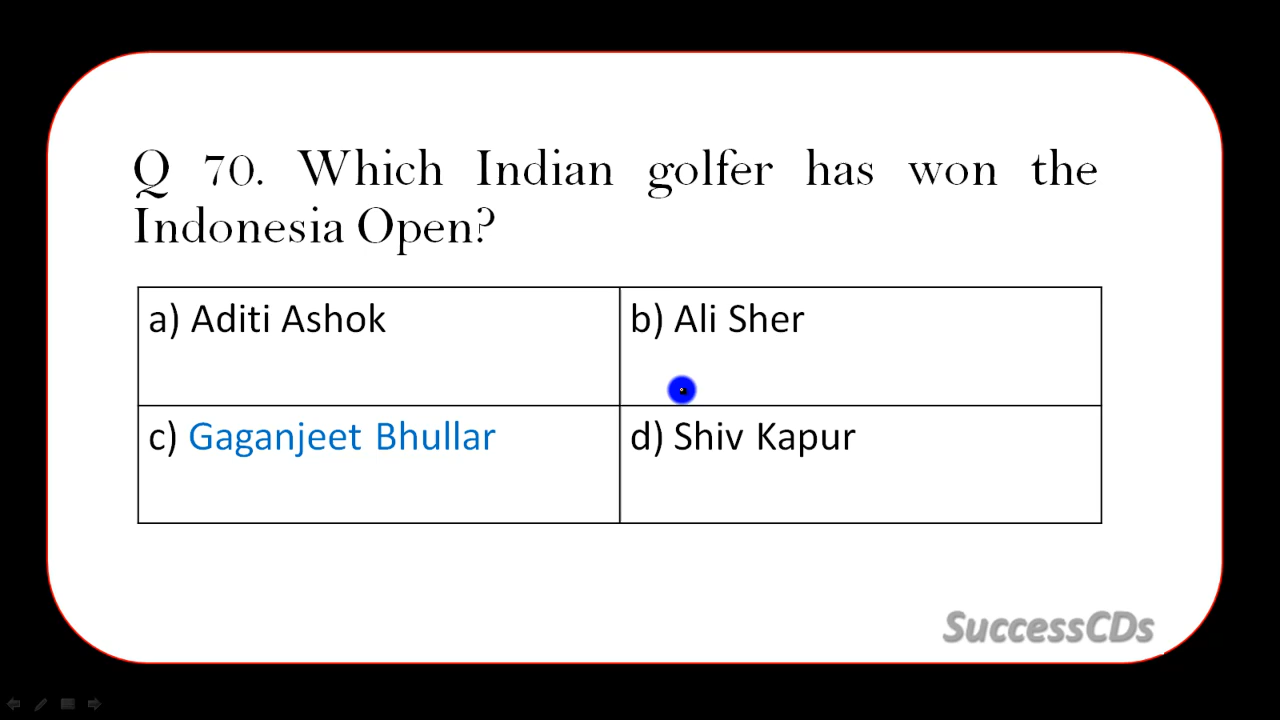 Q 70. Which Indian golfer has won the
Indonesia Open?
a) Aditi Ashok
b) Ali Sher
c) Gaganjeet Bhullar
d) Shiv Kapur
SuccessCDs